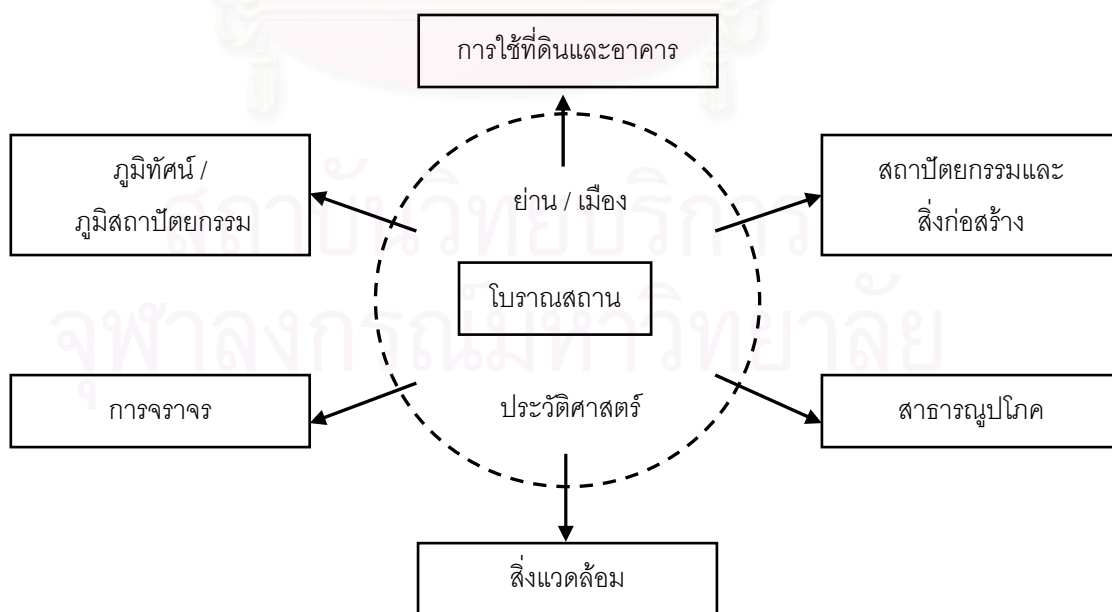 การใช้ที่ดินและอาคาร
ภูมิทัศน์ /
ภูมิสถาปัตยกรรม
สถาปัตยกรรมและ
สิ่งก่อสร้าง
ย่าน / เมือง
โบราณสถาน
ประวัติศาสตร์
การจราจร
สาธารณูปโภค
สิ่งแวดล้อม
สถาบันวิทยบริการ
จุฬาลงกรณ์มหาวิทยาลัย